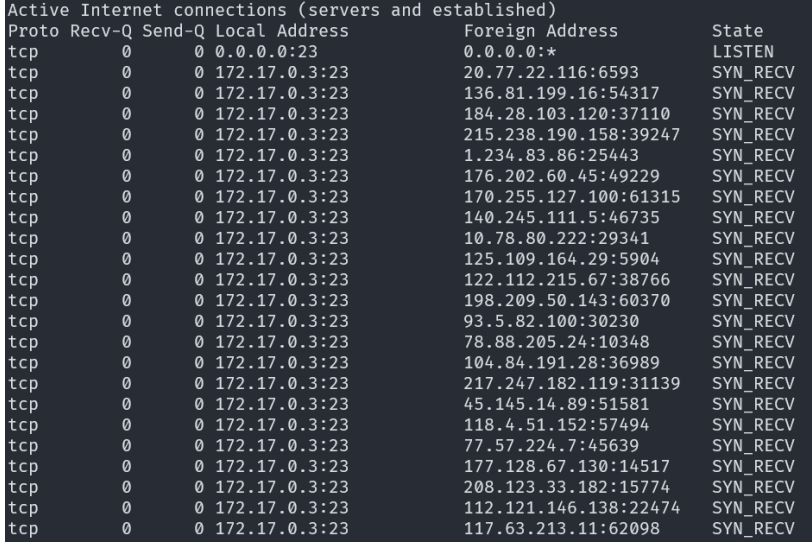 Active Internet connections (servers and established)
Proto Recv-Q Send-Q Local Address Foreign Address State
tcp 0 0 0.0.0.0:23 0.0.0.0:* LISTEN
tcp 0 0 172.17.0.3:23 20.77.22.116:6593 SYN_RECV
tcp 0 0 172.17.0.3:23 136.81.199.16:54317 SYN_RECV
tcp 0 0 172.17.0.3:23 184.28.103.120:37110 SYN_RECV
tcp 0 0 172.17.0.3:23 215.238.190.158:39247 SYN_RECV
tcp 0 0 172.17.0.3:23 1.234.83.86:25443 SYN_RECV
tcp 0 0 172.17.0.3:23 176.202.60.45:49229 SYN_RECV
tcp 0 0 172.17.0.3:23 170.255.127.100:61315 SYN_RECV
tcp 0 0 172.17.0.3:23 140.245.111.5:46735 SYN_RECV
tcp 0 0 172.17.0.3:23 10.78.80.222:29341 SYN_RECV
tcp 0 0 172.17.0.3:23 125.109.164.29:5904 SYN_RECV
tcp 0 0 172.17.0.3:23 122.112.215.67:38766 SYN_RECV
tcp 0 0 172.17.0.3:23 198.209.50.143:60370 SYN_RECV
tcp 0 0 172.17.0.3:23 93.5.82.100:30230 SYN_RECV
tcp 0 0 172.17.0.3:23 78.88.205.24:10348 SYN_RECV
tcp 0 0 172.17.0.3:23 104.84.191.28:36989 SYN_RECV
tcp 0 0 172.17.0.3:23 217.247.182.119:31139 SYN_RECV
tcp 0 0 172.17.0.3:23 45.145.14.89:51581 SYN_RECV
tcp 0 0 172.17.0.3:23 118.4.51.152:57494 SYN_RECV
tcp 0 0 172.17.0.3:23 77.57.224.7:45639 SYN_RECV
tcp 0 0 172.17.0.3:23 177.128.67.130:14517 SYN_RECV
tcp 0 0 172.17.0.3:23 208.123.33.182:15774 SYN_RECV
tcp 0 0 172.17.0.3:23 112.121.146.138:22474 SYN_RECV
tcp 0 0 172.17.0.3:23 117.63.213.11:62098 SYN_RECV